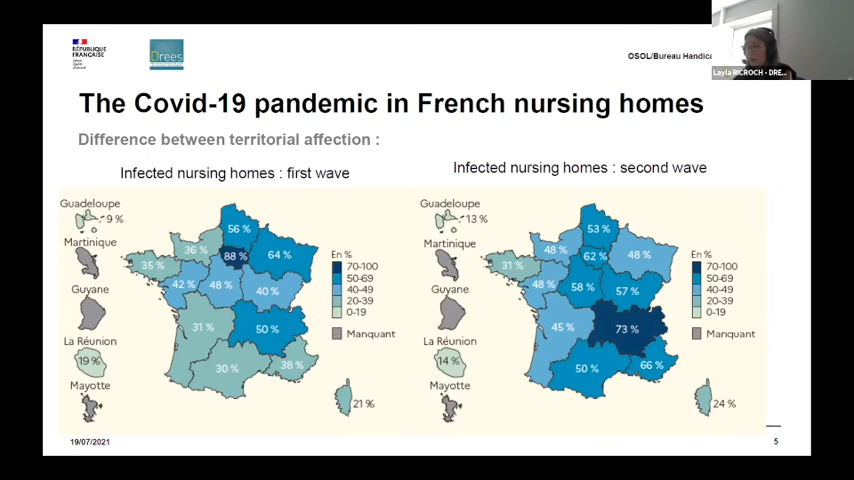 RÉPUBLIQUE
FRANÇAISE
Drees
OSOL/Bureau Handica
Layla RICROCH - DRE...
The Covid-19 pandemic in French nursing homes
Difference between territorial affection :
Infected nursing homes : first wave
Guadeloupe
9 %
Martinique
Guyane
La Réunion
19 %
Mayotte
56 %
36 %
88 %
64 %
35 %
42 %
48 %
40 %
31 %
50 %
30 %
38 %
21 %
En %
70-100
50-69
40-49
20-39
0-19
Manquant
Infected nursing homes : second wave
Guadeloupe
13 %
Martinique
Guyane
La Réunion
14 %
Mayotte
53 %
48 %
62 %
48 %
31 %
48 %
58 %
57 %
45 %
73 %
50 %
66 %
24 %
En %
70-100
50-69
40-49
20-39
0-19
Manquant
19/07/2021
5